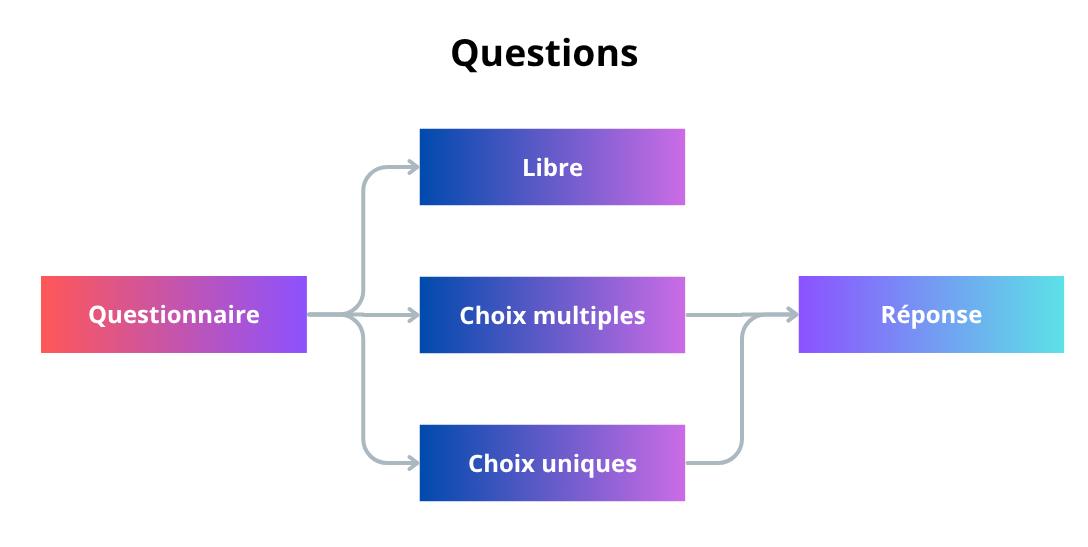 Questions
Libre
Questionnaire
Choix multiples
Réponse
Choix uniques